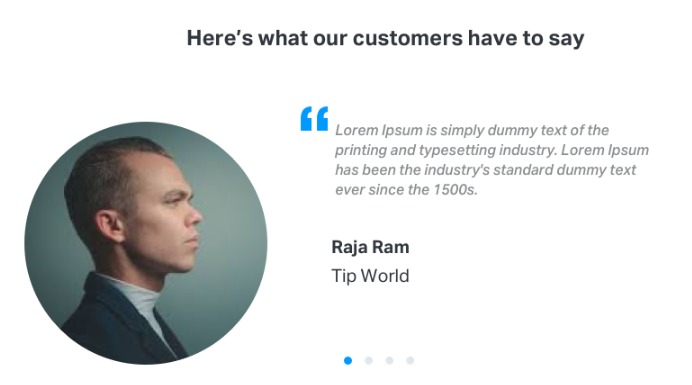 Here’s what our customers have to say
“
Lorem Ipsum is simply dummy text of the
printing and typesetting industry. Lorem Ipsum
has been the industry's standard dummy text
ever since the 1500s.
Raja Ram
Tip World